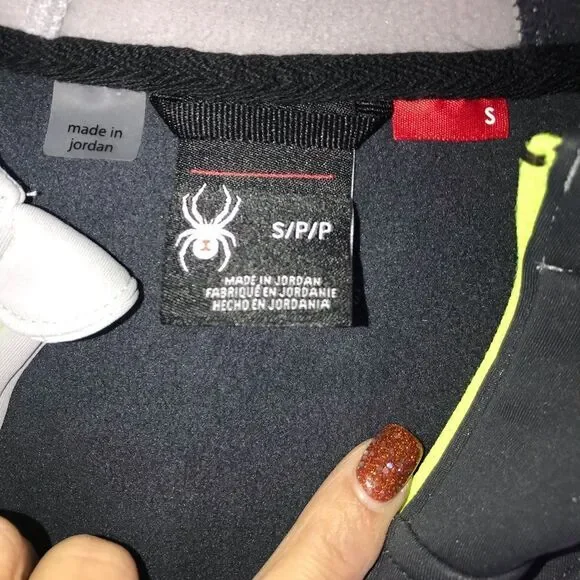 made in
jordan
S/P/P
MADE IN JORDAN
FABRIQUÉ EN JORDANIE
HECHO EN JORDANIA
S